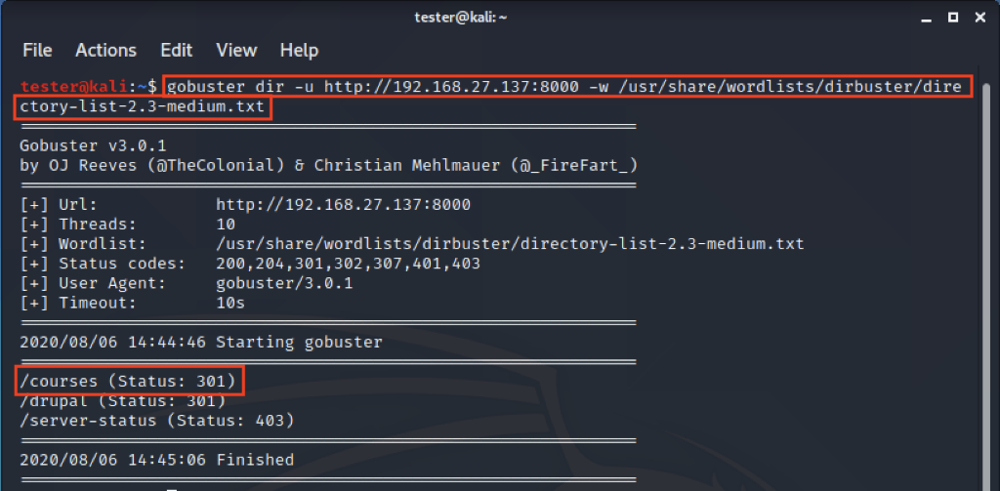 tester@kali: ~
File Actions Edit View Help
tester@kali:~$ gobuster dir -u http://192.168.27.137:8000 -w /usr/share/wordlists/dirbuster/dire
ctory-list-2.3-medium.txt
===============================================================
Gobuster v3.0.1
by OJ Reeves (@TheColonial) & Christian Mehlmauer (@_FireFart_)
===============================================================
[+] Url:            http://192.168.27.137:8000
[+] Threads:        10
[+] Wordlist:       /usr/share/wordlists/dirbuster/directory-list-2.3-medium.txt
[+] Status codes:   200,204,301,302,307,401,403
[+] User Agent:     gobuster/3.0.1
[+] Timeout:        10s
===============================================================
2020/08/06 14:44:46 Starting gobuster
===============================================================
/courses (Status: 301)
/drupal (Status: 301)
/server-status (Status: 403)
===============================================================
2020/08/06 14:45:06 Finished
===============================================================